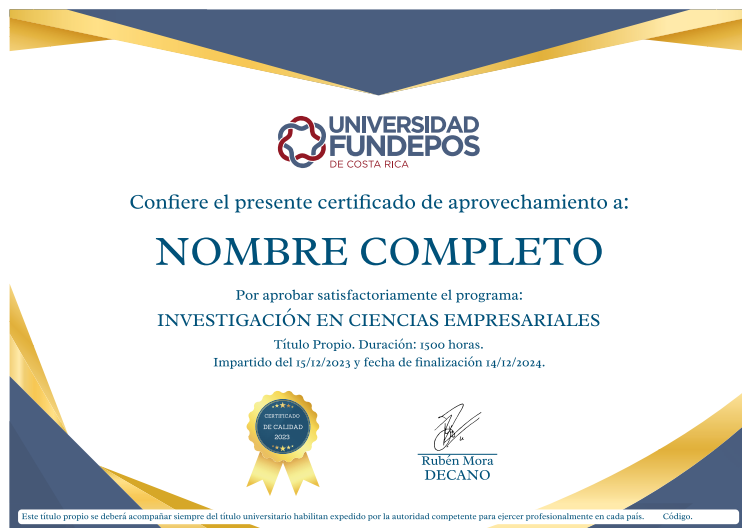 UNIVERSIDAD
FUNDEPOS
DE COSTA RICA
Confiere el presente certificado de aprovechamiento a:
NOMBRE COMPLETO
Por aprobar satisfactoriamente el programa:
INVESTIGACIÓN EN CIENCIAS EMPRESARIALES
Título Propio. Duración: 1500 horas.
Impartido del 15/12/2023 y fecha de finalización 14/12/2024.
CERTIFICADO
DE CALIDAD
2023
Rubén Mora
DECANO
Este título propio se deberá acompañar siempre del título universitario habilitan expedido por la autoridad competente para ejercer profesionalmente en cada país. Código.